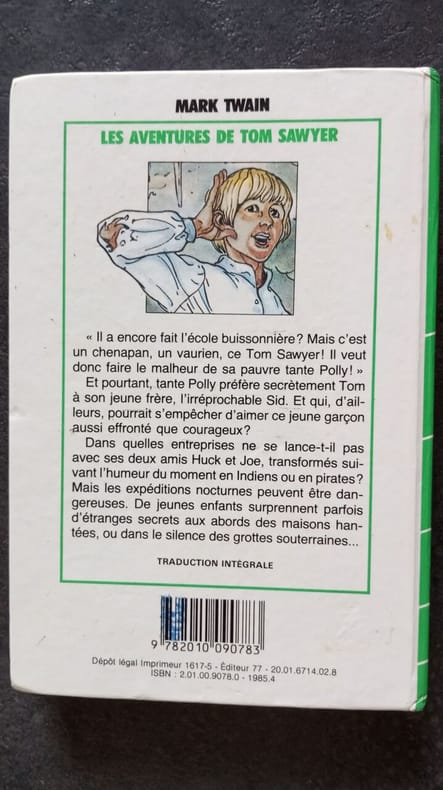 MARK TWAIN
LES AVENTURES DE TOM SAWYER
« Il a encore fait l'école buissonnière? Mais c'est
un chenapan, un vaurien, ce Tom Sawyer! Il veut
donc faire le malheur de sa pauvre tante Polly! »
Et pourtant, tante Polly préfère secrètement Tom
à son jeune frère, l'irréprochable Sid. Et qui, d'ail-
leurs, pourrait s'empêcher d'aimer ce jeune garçon
aussi effronté que courageux?
Dans quelles entreprises ne se lance-t-il pas
avec ses deux amis Huck et Joe, transformés sui-
vant l'humeur du moment en Indiens ou en pirates?
Mais les expéditions nocturnes peuvent être dan-
gereuses. De jeunes enfants surprennent parfois
d'étranges secrets aux abords des maisons han-
tées, ou dans le silence des grottes souterraines...
TRADUCTION INTÉGRALE
9 782010 090783
Dépôt légal Imprimeur 1617-5 - Éditeur 77 - 20.01.6714.02.8
ISBN : 2.01.00.9078.0 - 1985.4